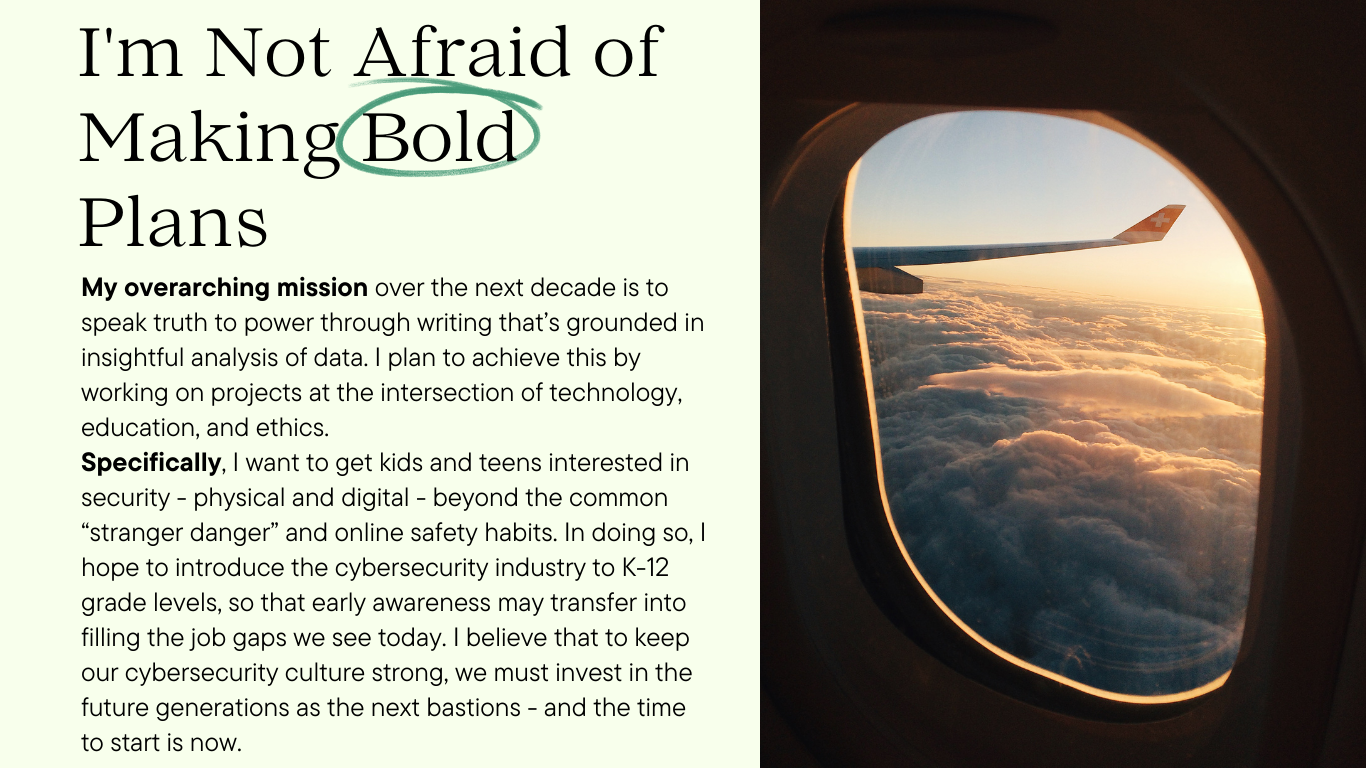 I'm Not Afraid of
Making Bold
Plans
My overarching mission over the next decade is to
speak truth to power through writing that’s grounded in
insightful analysis of data. I plan to achieve this by
working on projects at the intersection of technology,
education, and ethics.
Specifically, I want to get kids and teens interested in
security - physical and digital - beyond the common
“stranger danger” and online safety habits. In doing so, I
hope to introduce the cybersecurity industry to K-12
grade levels, so that early awareness may transfer into
filling the job gaps we see today. I believe that to keep
our cybersecurity culture strong, we must invest in the
future generations as the next bastions - and the time
to start is now.